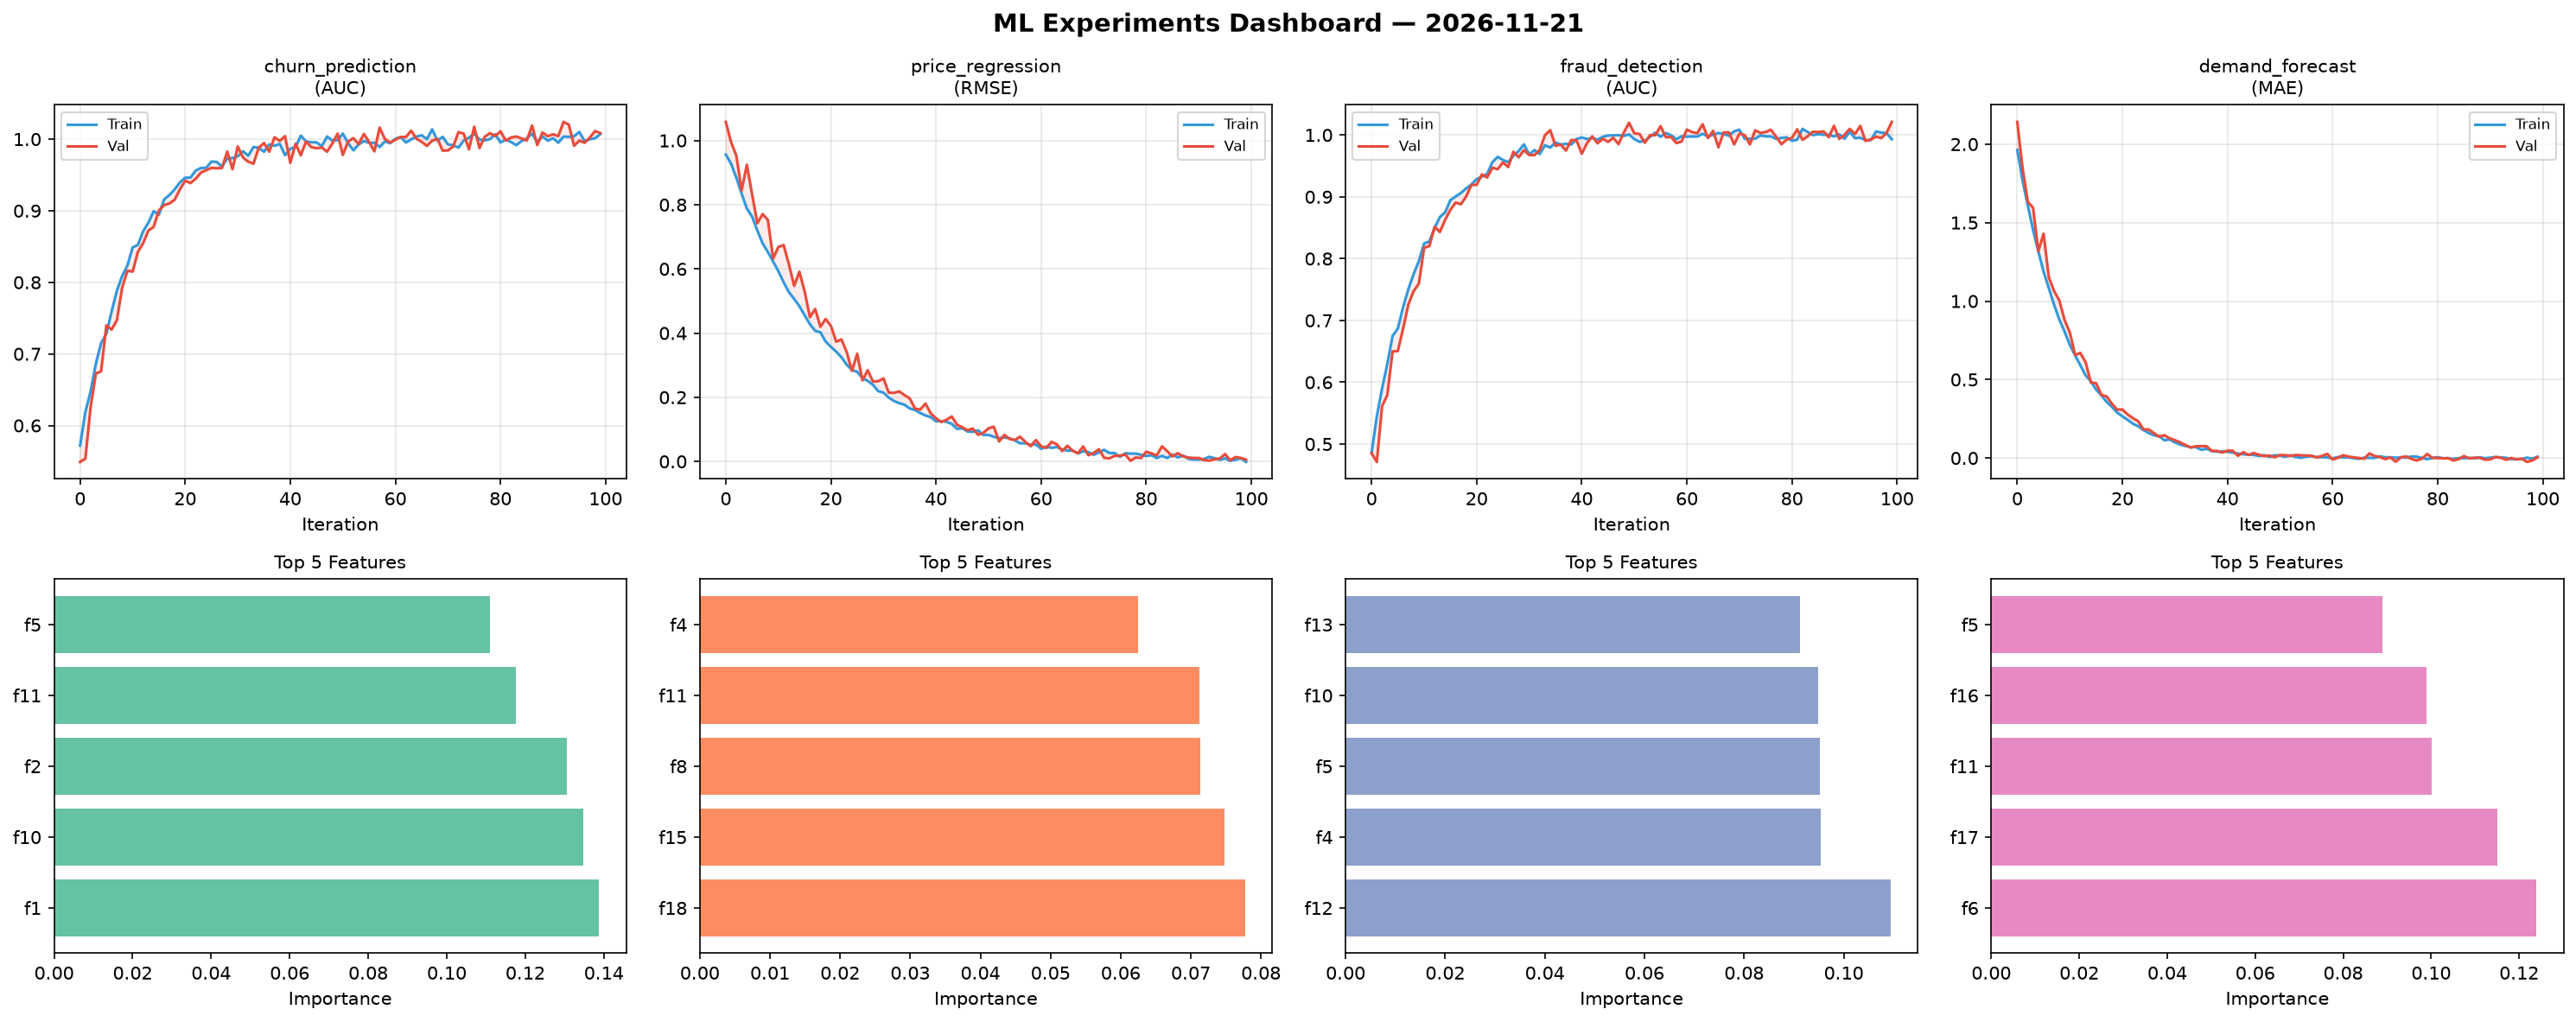 ML Experiments Dashboard — 2026-11-21
churn_prediction
(AUC)
Train
Val
1.0
0.9
0.8
0.7
0.6
0 20 40 60 80 100
Iteration
price_regression
(RMSE)
Train
Val
1.0
0.8
0.6
0.4
0.2
0.0
0 20 40 60 80 100
Iteration
fraud_detection
(AUC)
Train
Val
1.0
0.9
0.8
0.7
0.6
0.5
0 20 40 60 80 100
Iteration
demand_forecast
(MAE)
Train
Val
2.0
1.5
1.0
0.5
0.0
0 20 40 60 80 100
Iteration
Top 5 Features
f5
f11
f2
f10
f1
0.00 0.02 0.04 0.06 0.08 0.10 0.12 0.14
Importance
Top 5 Features
f4
f11
f8
f15
f18
0.00 0.01 0.02 0.03 0.04 0.05 0.06 0.07 0.08
Importance
Top 5 Features
f13
f10
f5
f4
f12
0.00 0.02 0.04 0.06 0.08 0.10
Importance
Top 5 Features
f5
f16
f11
f17
f6
0.00 0.02 0.04 0.06 0.08 0.10 0.12
Importance